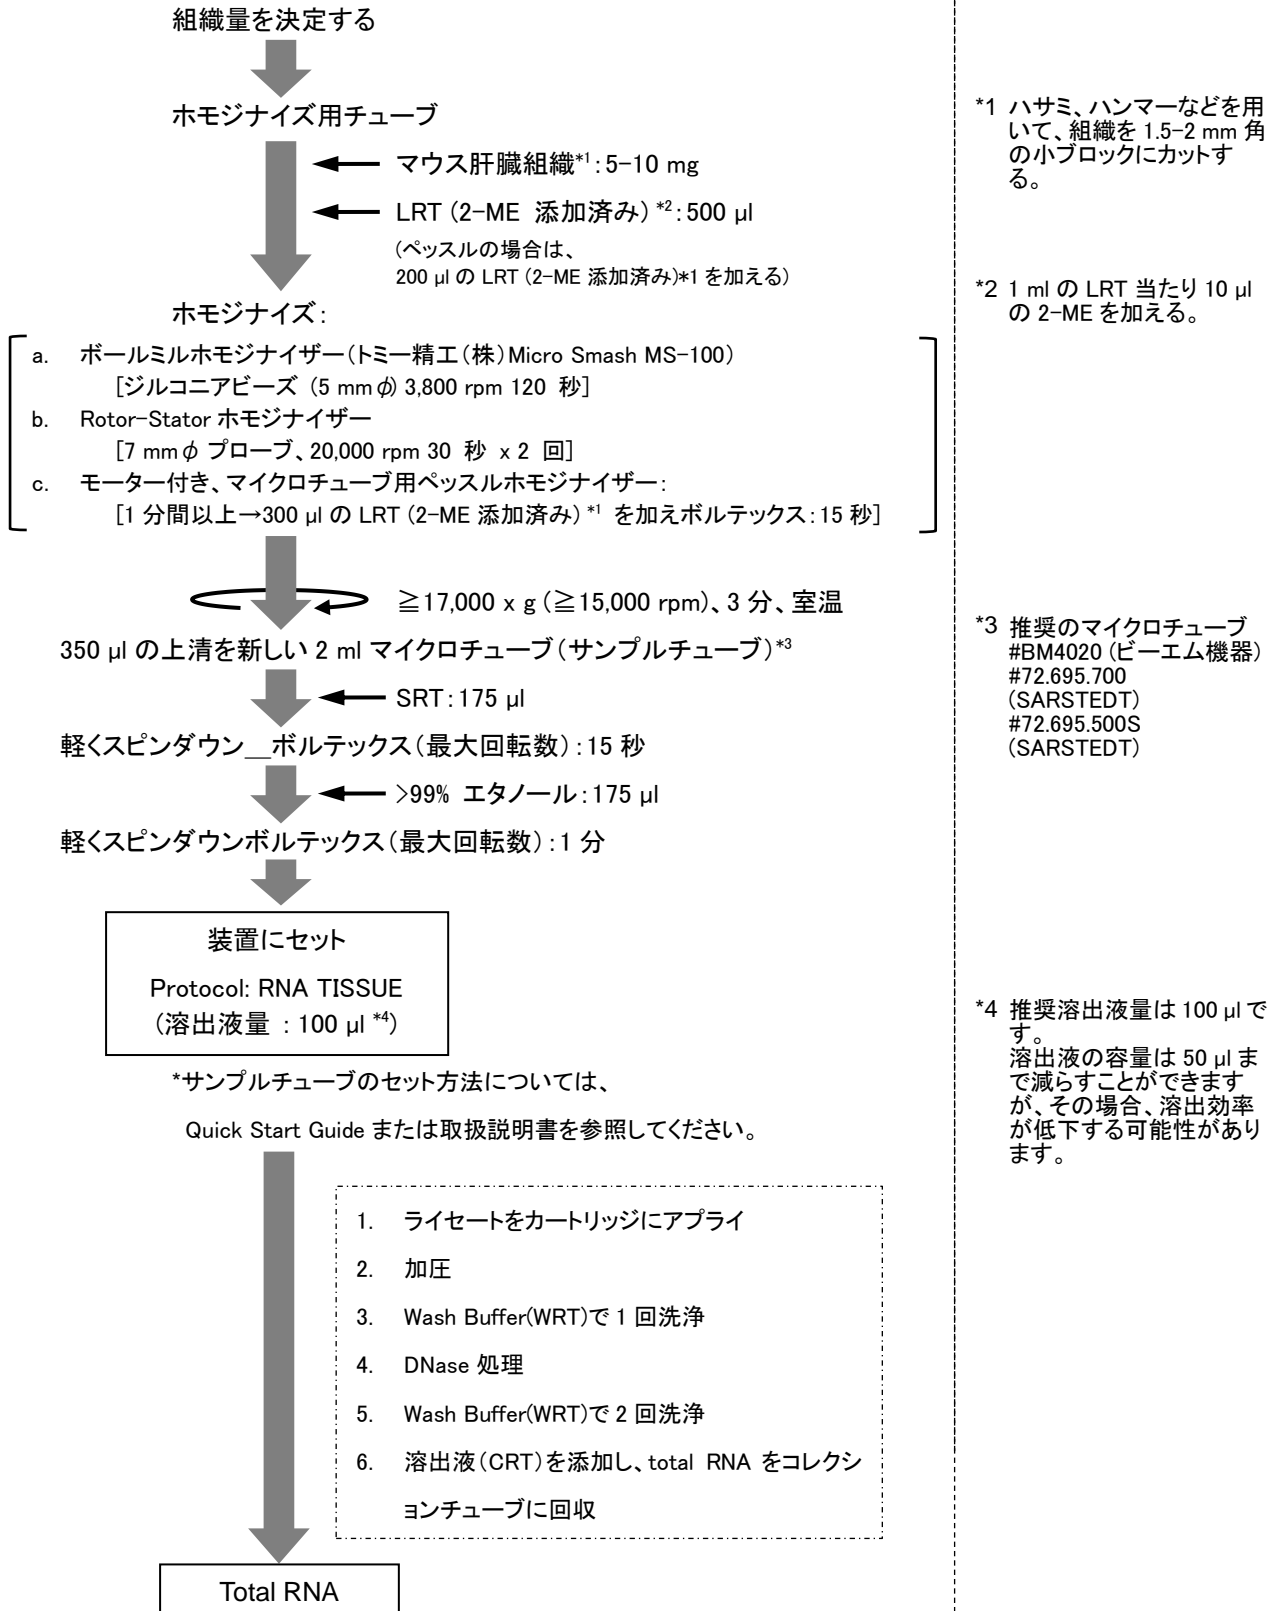 組織量を決定する
ホモジナイズ用チューブ
マウス肝臓組織*1:5-10 mg
LRT (2-ME 添加済み) *2:500 µl
(ペッスルの場合は、
200 µl の LRT (2-ME 添加済み)*1 を加える)
ホモジナイズ:
a. ボールミルホモジナイザー(トミー精工(株)Micro Smash MS-100)
[ジルコニアビーズ (5 mmφ) 3,800 rpm 120 秒]
b. Rotor-Stator ホモジナイザー
[7 mmφ プローブ、20,000 rpm 30 秒 x 2 回]
c. モーター付き、マイクロチューブ用ペッスルホモジナイザー:
[1 分間以上→300 µl の LRT (2-ME 添加済み) *1 を加えボルテックス:15 秒]
≧17,000 x g (≧15,000 rpm)、3 分、室温
350 µl の上清を新しい 2 ml マイクロチューブ(サンプルチューブ)*3
SRT:175 µl
軽くスピンダウン__ボルテックス(最大回転数):15 秒
>99% エタノール:175 µl
軽くスピンダウンボルテックス(最大回転数):1 分
装置にセット
Protocol: RNA TISSUE
(溶出液量 : 100 µl *4)
*サンプルチューブのセット方法については、
Quick Start Guide または取扱説明書を参照してください。
1. ライセートをカートリッジにアプライ
2. 加圧
3. Wash Buffer(WRT)で 1 回洗浄
4. DNase 処理
5. Wash Buffer(WRT)で 2 回洗浄
6. 溶出液(CRT)を添加し、total RNA をコレクシ
ョンチューブに回収
Total RNA
*1 ハサミ、ハンマーなどを用
いて、組織を 1.5-2 mm 角
の小ブロックにカットす
る。
*2 1 ml の LRT 当たり 10 µl
の 2-ME を加える。
*3 推奨のマイクロチューブ
#BM4020 (ビーエム機器)
#72.695.700
(SARSTEDT)
#72.695.500S
(SARSTEDT)
*4 推奨溶出液量は 100 µl で
す。
溶出液の容量は 50 µl ま
で減らすことができます
が、その場合、溶出効率
が低下する可能性があり
ます。